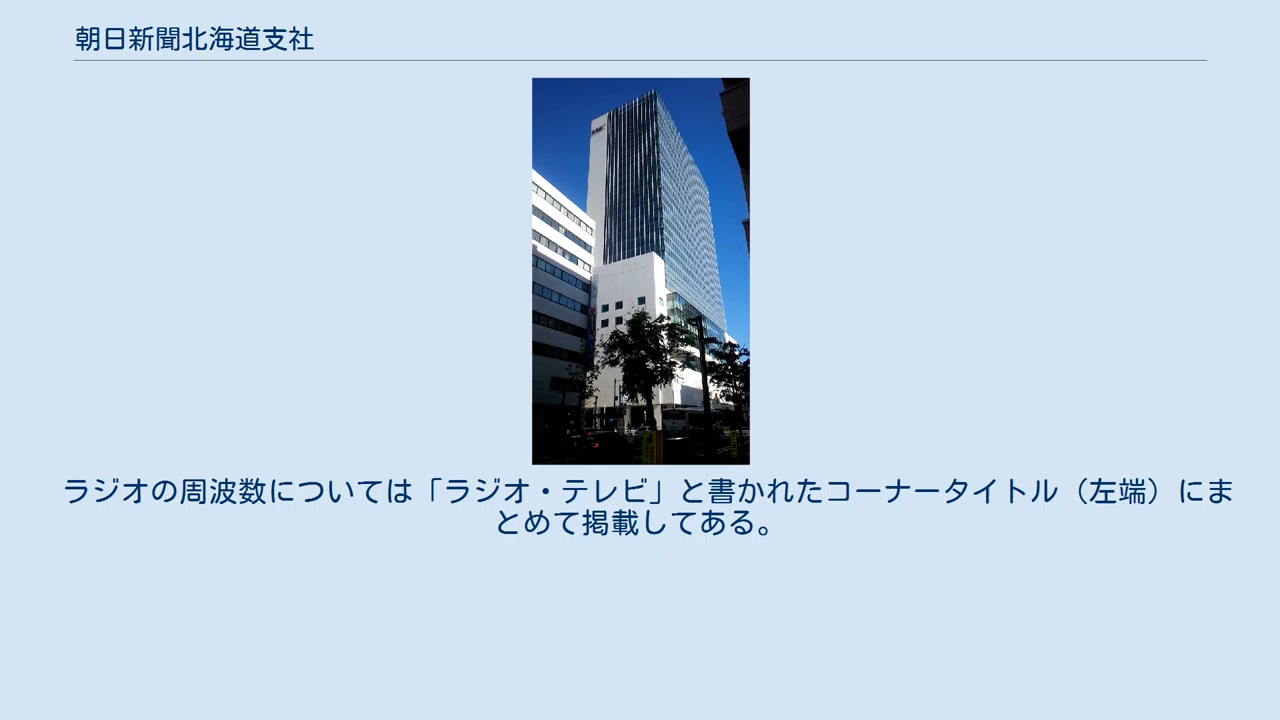 朝日新聞北海道支社
ラジオの周波数については「ラジオ・テレビ」と書かれたコーナータイトル（左端）にま
とめて掲載してある。